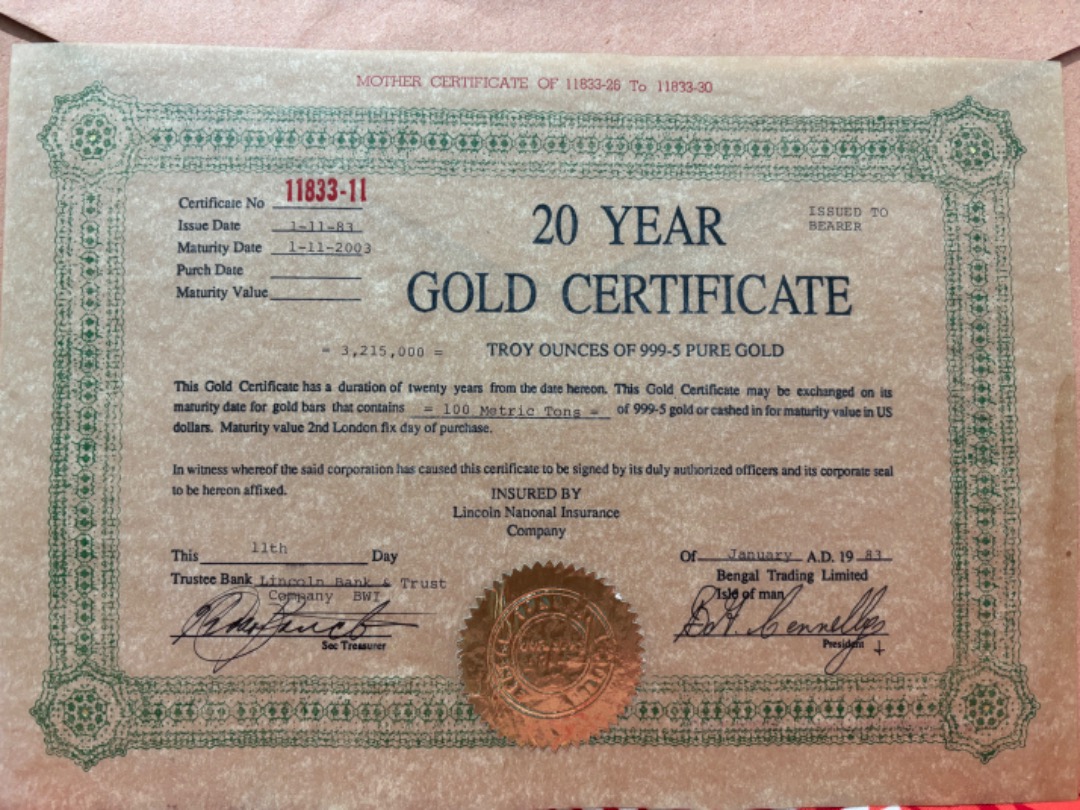 MOTHER CERTIFICATE OF 11833-26 To 11833-30
Certificate No 11833-11
Issue Date 1-11-83
Maturity Date 1-11-2003
Purch Date
Maturity Value
20 YEAR
GOLD CERTIFICATE
ISSUED TO
BEARER
= 3,215,000 = TROY OUNCES OF 999-5 PURE GOLD
This Gold Certificate has a duration of twenty years from the date hereon. This Gold Certificate may be exchanged on its
maturity date for gold bars that contains = 100 Metric Tons = of 999-5 gold or cashed in for maturity value in US
dollars. Maturity value 2nd London fix day of purchase.
In witness whereof the said corporation has caused this certificate to be signed by its duly authorized officers and its corporate seal
to be hereon affixed.
INSURED BY
Lincoln National Insurance
Company
This 11th Day
Of January A.D. 19 83
Trustee Bank Lincoln Bank & Trust
Company BWI
Bengal Trading Limited
Isle of man
Sec Treasurer
President